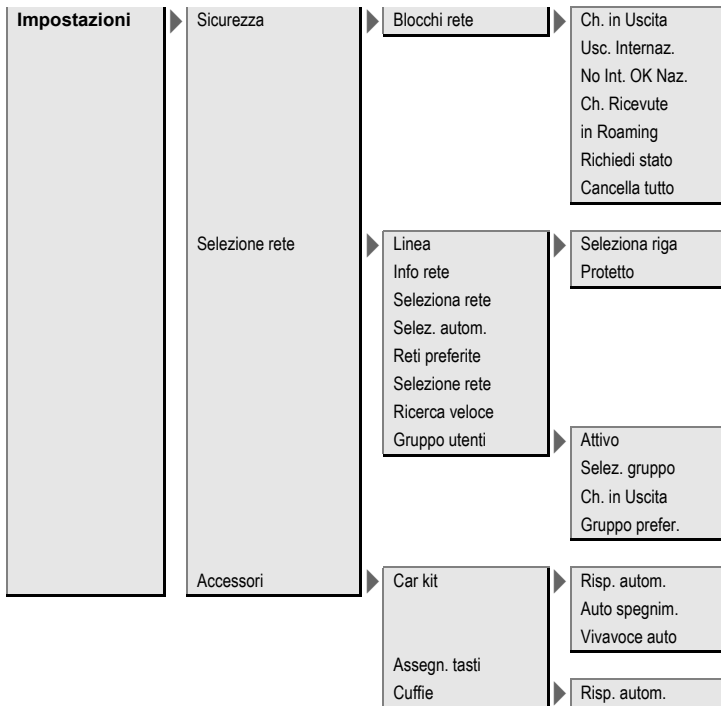 Impostazioni
Sicurezza
Blocchi rete
Ch. in Uscita
Usc. Internaz.
No Int. OK Naz.
Ch. Ricevute
in Roaming
Richiedi stato
Cancella tutto
Selezione rete
Linea
Seleziona riga
Protetto
Info rete
Seleziona rete
Selez. autom.
Reti preferite
Selezione rete
Ricerca veloce
Gruppo utenti
Attivo
Selez. gruppo
Ch. in Uscita
Gruppo prefer.
Accessori
Car kit
Risp. autom.
Auto spegnim.
Vivavoce auto
Assegn. tasti
Cuffie
Risp. autom.